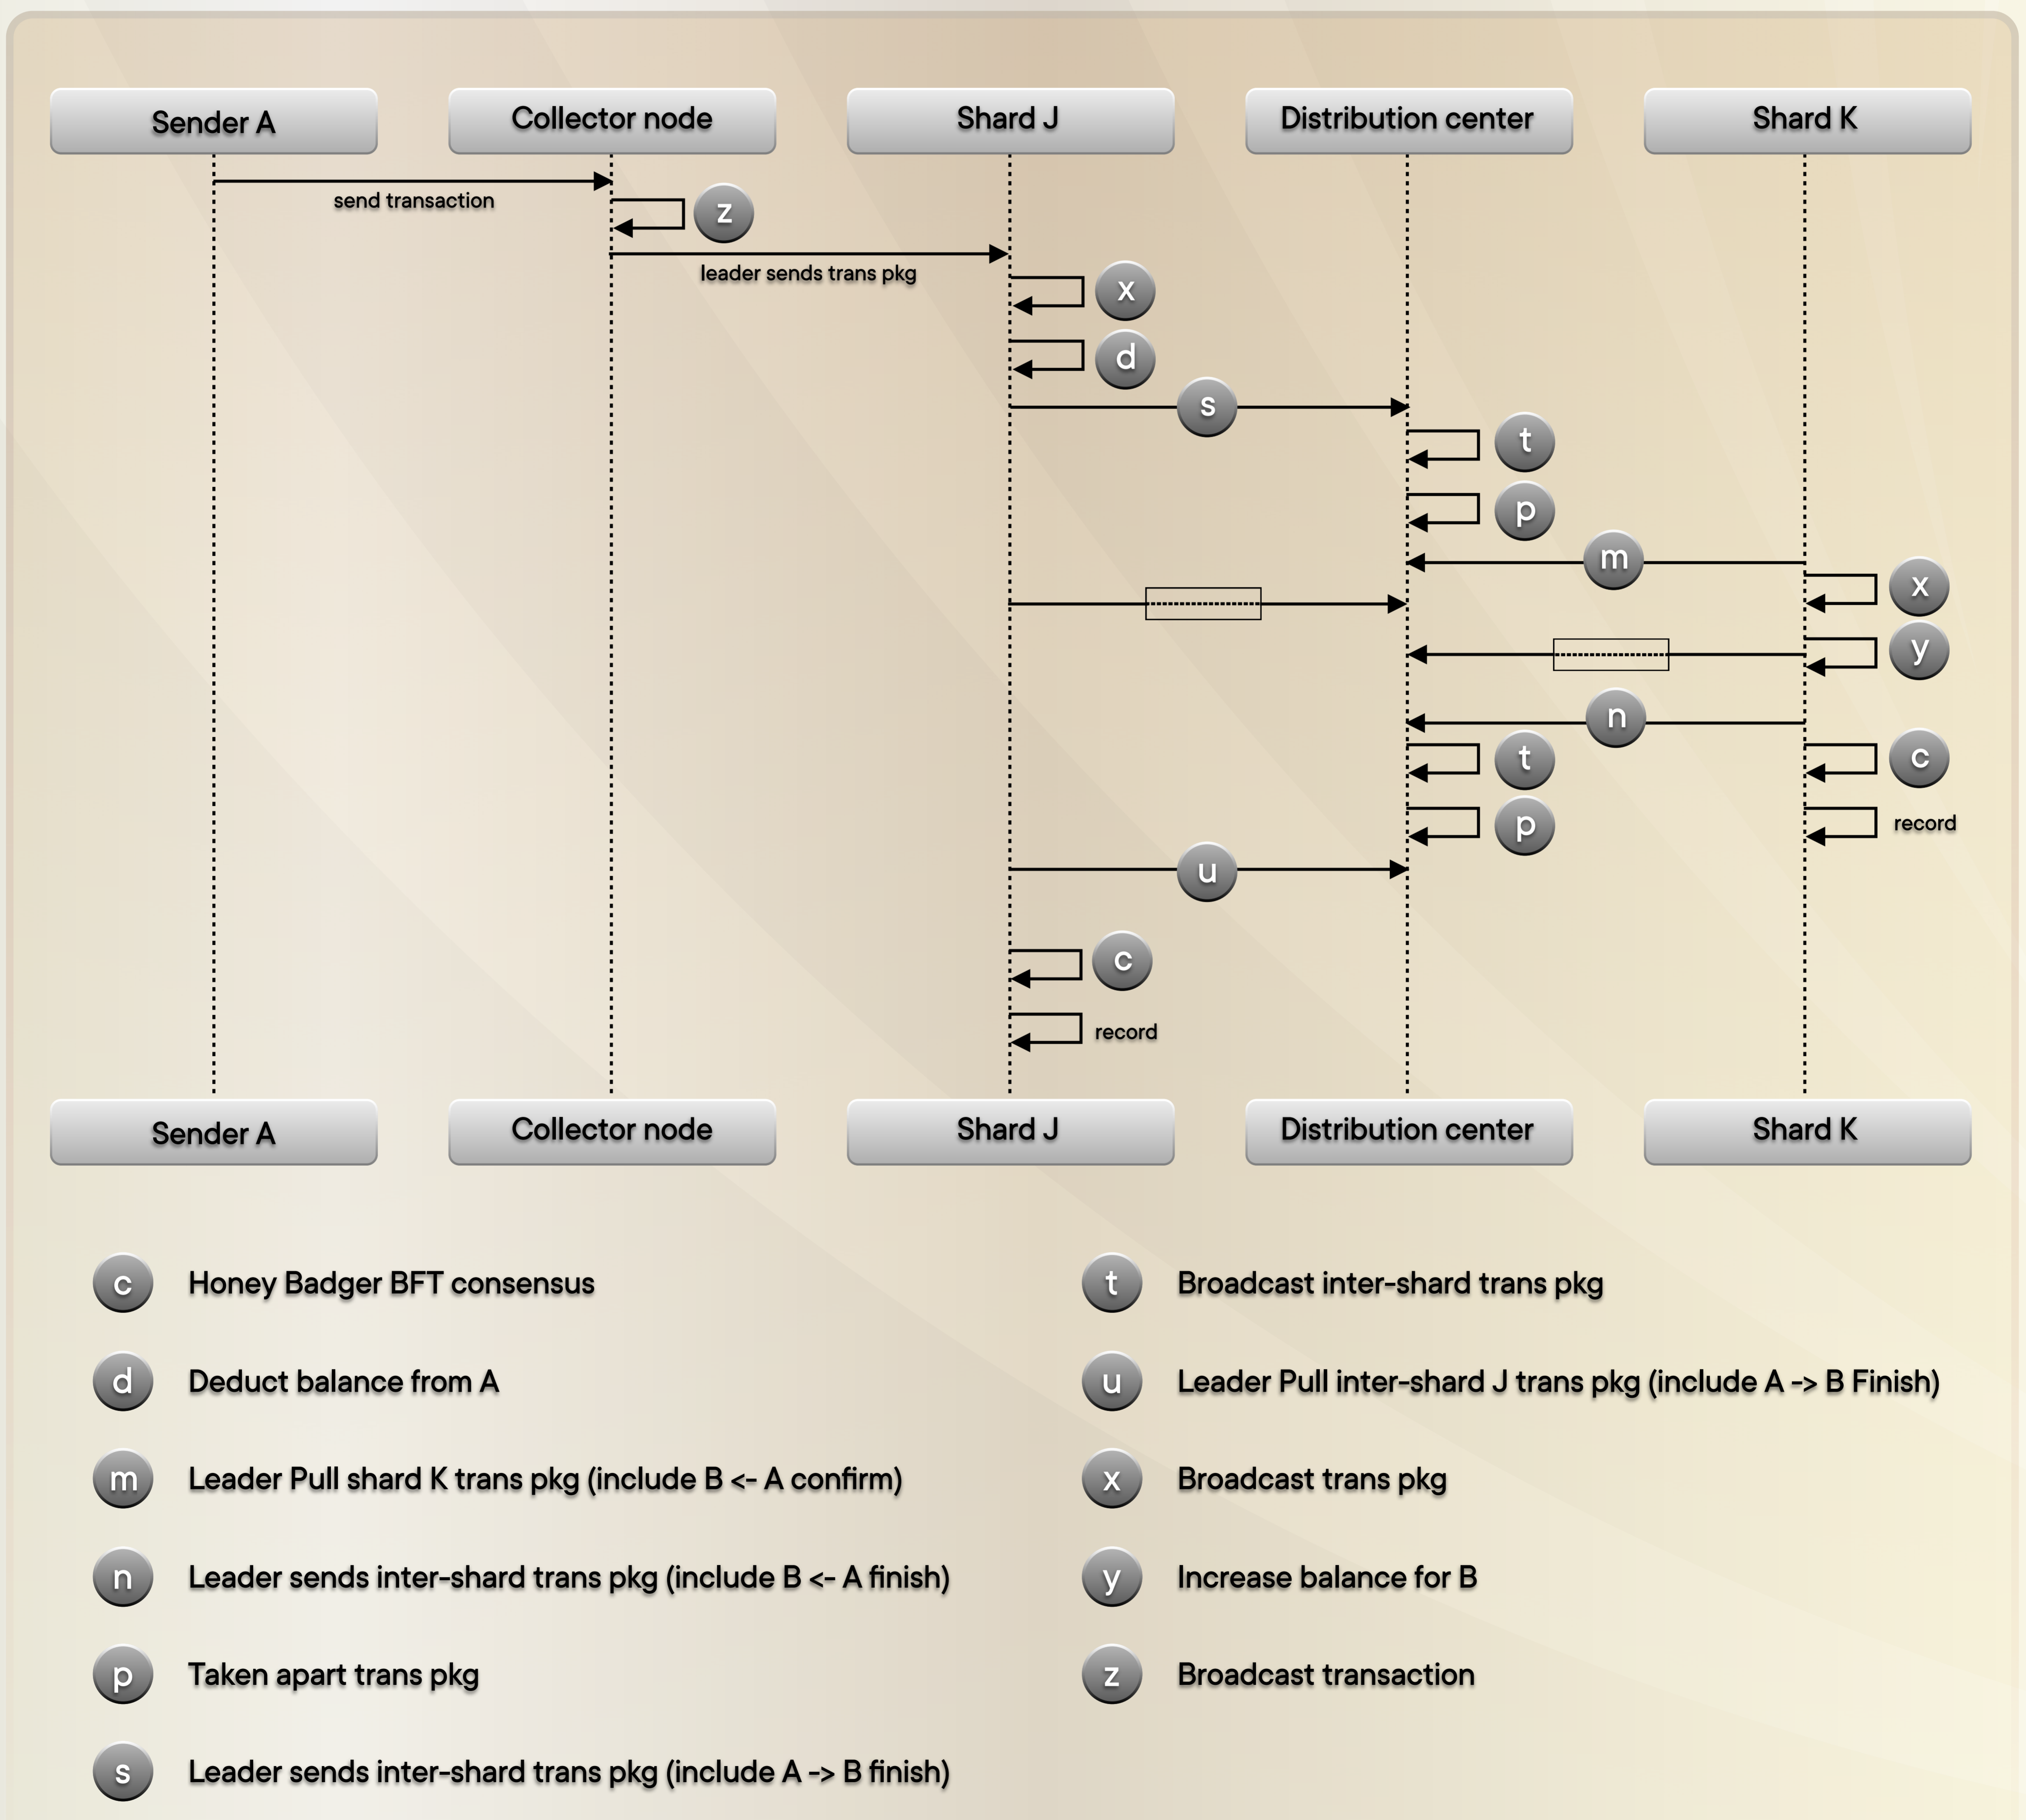 Sender A
Collector node
Shard J
Distribution center
Shard K
send transaction
z
leader sends trans pkg
x
d
s
t
p
m
x
y
n
t
c
p
record
u
c
record
Sender A
Collector node
Shard J
Distribution center
Shard K
c Honey Badger BFT consensus
d Deduct balance from A
m Leader Pull shard K trans pkg (include B <- A confirm)
n Leader sends inter-shard trans pkg (include B <- A finish)
p Taken apart trans pkg
s Leader sends inter-shard trans pkg (include A -> B finish)
t Broadcast inter-shard trans pkg
u Leader Pull inter-shard J trans pkg (include A -> B Finish)
x Broadcast trans pkg
y Increase balance for B
z Broadcast transaction